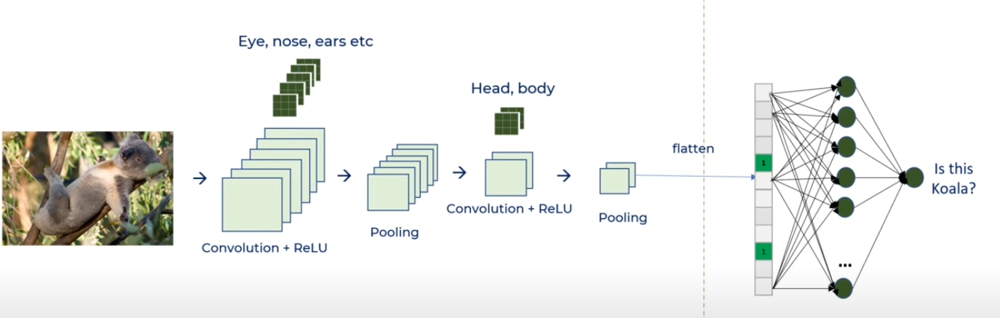 Eye, nose, ears etc
Head, body
flatten
1
Is this
Koala?
Convolution + ReLU
Pooling
Convolution + ReLU
Pooling
1
...